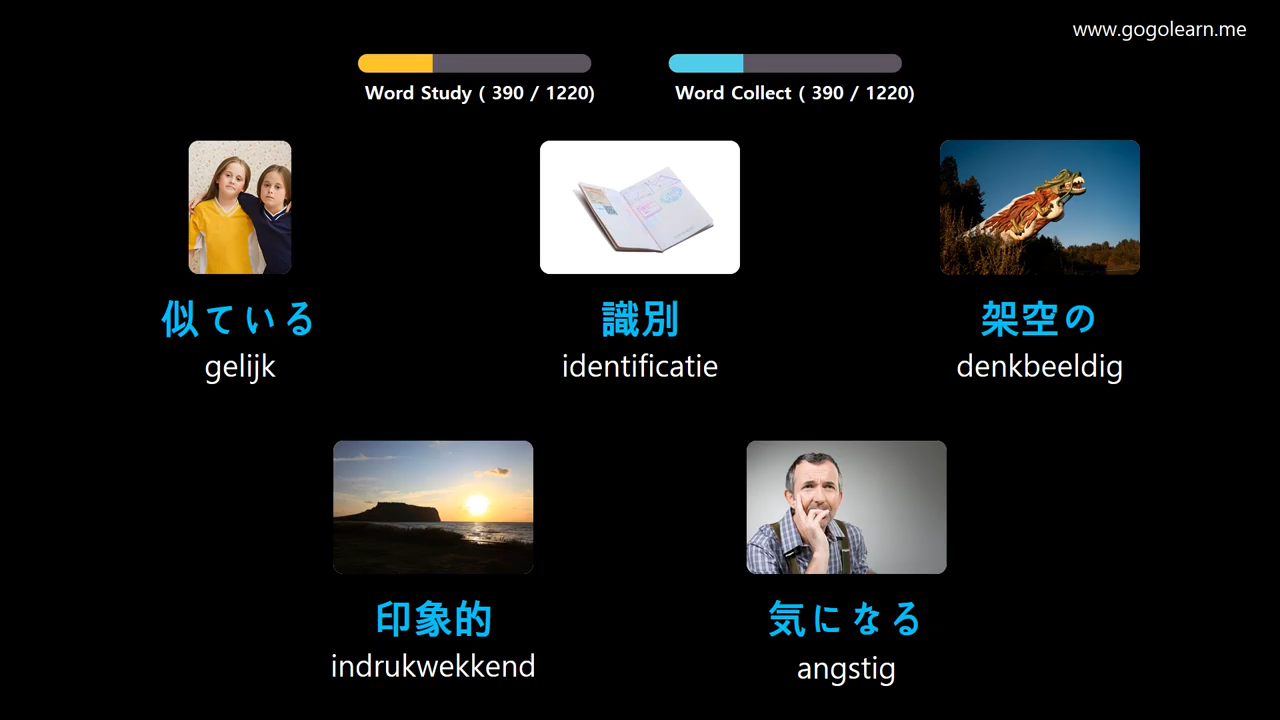 www.gogolearn.me
Word Study ( 390 / 1220)
Word Collect ( 390 / 1220)
似ている
gelijk
識別
identificatie
架空の
denkbeeldig
印象的
indrukwekkend
気になる
angstig